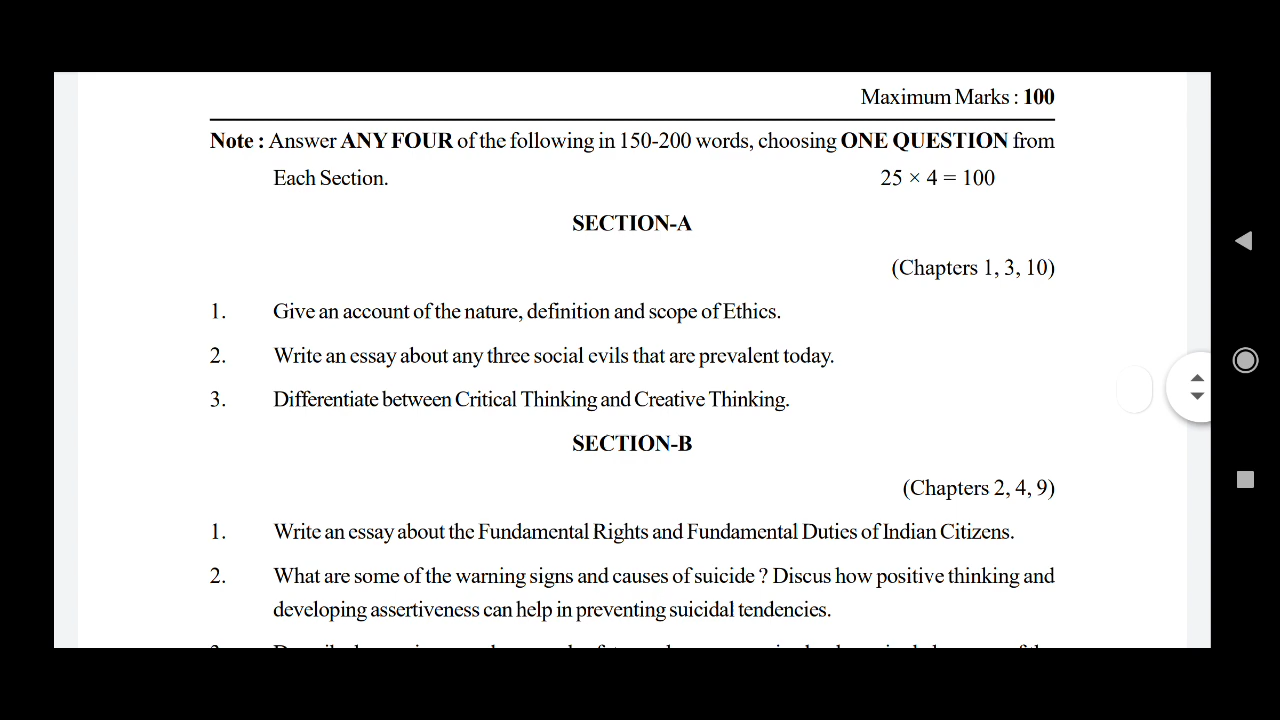 Maximum Marks : 100
Note : Answer ANY FOUR of the following in 150-200 words, choosing ONE QUESTION from
Each Section. 25 × 4 = 100
SECTION-A
(Chapters 1, 3, 10)
1. Give an account of the nature, definition and scope of Ethics.
2. Write an essay about any three social evils that are prevalent today.
3. Differentiate between Critical Thinking and Creative Thinking.
SECTION-B
(Chapters 2, 4, 9)
1. Write an essay about the Fundamental Rights and Fundamental Duties of Indian Citizens.
2. What are some of the warning signs and causes of suicide ? Discus how positive thinking and
developing assertiveness can help in preventing suicidal tendencies.